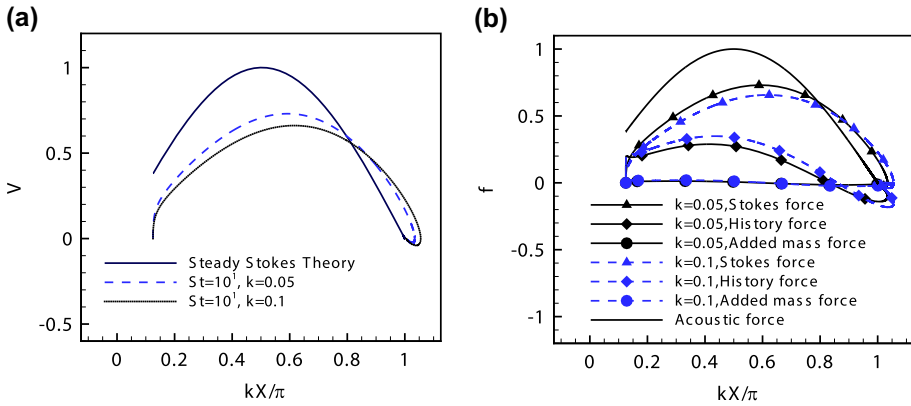 (a)
V
1
0.5
0
-0.5
Steady Stokes Theory
St=10¹, k=0.05
St=10¹, k=0.1
0 0.2 0.4 0.6 0.8 1
kX/π
(b)
f
1
0.5
0
-0.5
-1
k=0.05,Stokes force
k=0.05,History force
k=0.05,Added mass force
k=0.1,Stokes force
k=0.1,History force
k=0.1,Added mass force
Acoustic force
0 0.2 0.4 0.6 0.8 1
kX/π